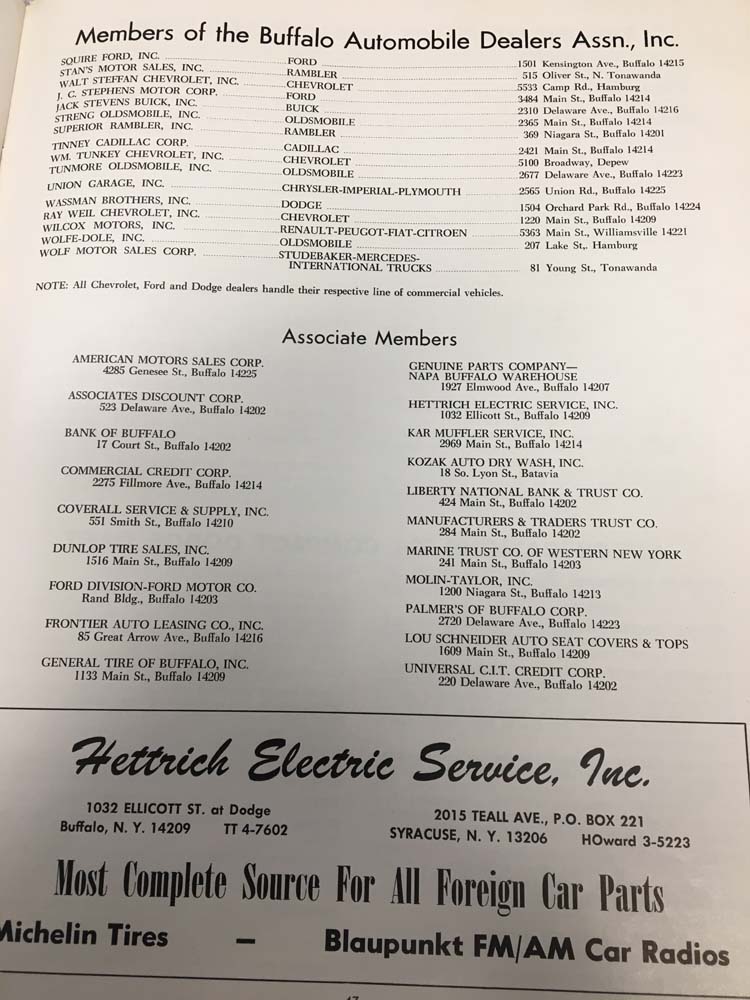 Members of the Buffalo Automobile Dealers Assn., Inc.
SQUIRE FORD, INC. FORD 1501 Kensington Ave., Buffalo 14215
STAN'S MOTOR SALES, INC. RAMBLER 515 Oliver St., N. Tonawanda
WALT STEFFAN CHEVROLET, INC. CHEVROLET 5533 Camp Rd., Hamburg
J. C. STEPHENS MOTOR CORP. FORD 3484 Main St., Buffalo 14214
JACK STEVENS BUICK, INC. BUICK 2310 Delaware Ave., Buffalo 14216
STRENG OLDSMOBILE, INC. OLDSMOBILE 2365 Main St., Buffalo 14214
SUPERIOR RAMBLER, INC. RAMBLER 369 Niagara St., Buffalo 14201
TINNEY CADILLAC CORP. CADILLAC 2421 Main St., Buffalo 14214
WM. TUNKEY CHEVROLET, INC. CHEVROLET 5100 Broadway, Depew
TUNMORE OLDSMOBILE, INC. OLDSMOBILE 2677 Delaware Ave., Buffalo 14223
UNION GARAGE, INC. CHRYSLER-IMPERIAL-PLYMOUTH 2565 Union Rd., Buffalo 14225
WASSMAN BROTHERS, INC. DODGE 1504 Orchard Park Rd., Buffalo 14224
RAY WEIL CHEVROLET, INC. CHEVROLET 1220 Main St., Buffalo 14209
WILCOX MOTORS, INC. RENAULT-PEUGOT-FIAT-CITROEN 5363 Main St., Williamsville 14221
WOLFE-DOLE, INC. OLDSMOBILE 207 Lake St,. Hamburg
WOLF MOTOR SALES CORP. STUDEBAKER-MERCEDES-
INTERNATIONAL TRUCKS 81 Young St., Tonawanda
NOTE: All Chevrolet, Ford and Dodge dealers handle their respective line of commercial vehicles.
Associate Members
AMERICAN MOTORS SALES CORP.
4285 Genesee St., Buffalo 14225
ASSOCIATES DISCOUNT CORP.
523 Delaware Ave., Buffalo 14202
BANK OF BUFFALO
17 Court St., Buffalo 14202
COMMERCIAL CREDIT CORP.
2275 Fillmore Ave., Buffalo 14214
COVERALL SERVICE & SUPPLY, INC.
551 Smith St., Buffalo 14210
DUNLOP TIRE SALES, INC.
1516 Main St., Buffalo 14209
FORD DIVISION-FORD MOTOR CO.
Rand Bldg., Buffalo 14203
FRONTIER AUTO LEASING CO., INC.
85 Great Arrow Ave., Buffalo 14216
GENERAL TIRE OF BUFFALO, INC.
1133 Main St., Buffalo 14209
GENUINE PARTS COMPANY—
NAPA BUFFALO WAREHOUSE
1927 Elmwood Ave., Buffalo 14207
HETTRICH ELECTRIC SERVICE, INC.
1032 Ellicott St., Buffalo 14209
KAR MUFFLER SERVICE, INC.
2969 Main St., Buffalo 14214
KOZAK AUTO DRY WASH, INC.
18 So. Lyon St., Batavia
LIBERTY NATIONAL BANK & TRUST CO.
424 Main St., Buffalo 14202
MANUFACTURERS & TRADERS TRUST CO.
284 Main St., Buffalo 14202
MARINE TRUST CO. OF WESTERN NEW YORK
241 Main St., Buffalo 14203
MOLIN-TAYLOR, INC.
1200 Niagara St., Buffalo 14213
PALMER'S OF BUFFALO CORP.
2720 Delaware Ave., Buffalo 14223
LOU SCHNEIDER AUTO SEAT COVERS & TOPS
1609 Main St., Buffalo 14209
UNIVERSAL C.I.T. CREDIT CORP.
220 Delaware Ave., Buffalo 14202
Hettrich Electric Service, Inc.
1032 ELLICOTT ST. at Dodge
Buffalo, N. Y. 14209 TT 4-7602
2015 TEALL AVE., P.O. BOX 221
SYRACUSE, N. Y. 13206 HOward 3-5223
Most Complete Source For All Foreign Car Parts
Michelin Tires — Blaupunkt FM/AM Car Radios